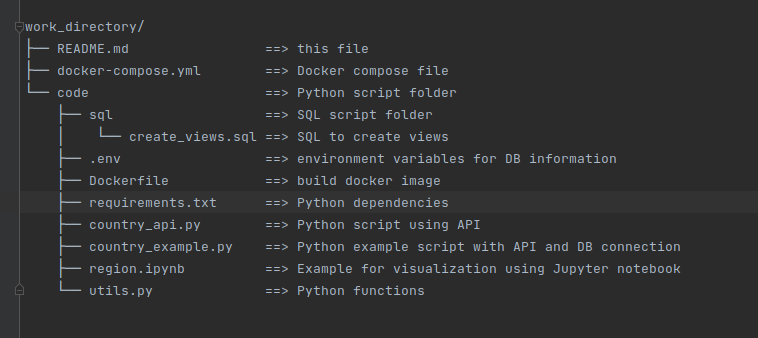 work_directory/
├── README.md                 ==> this file
├── docker-compose.yml        ==> Docker compose file
└── code                      ==> Python script folder
    ├── sql                   ==> SQL script folder
    │    └── create_views.sql ==> SQL to create views
    ├── .env                  ==> environment variables for DB information
    ├── Dockerfile            ==> build docker image
    ├── requirements.txt      ==> Python dependencies
    ├── country_api.py        ==> Python script using API
    ├── country_example.py    ==> Python example script with API and DB connection
    ├── region.ipynb          ==> Example for visualization using Jupyter notebook
    └── utils.py              ==> Python functions